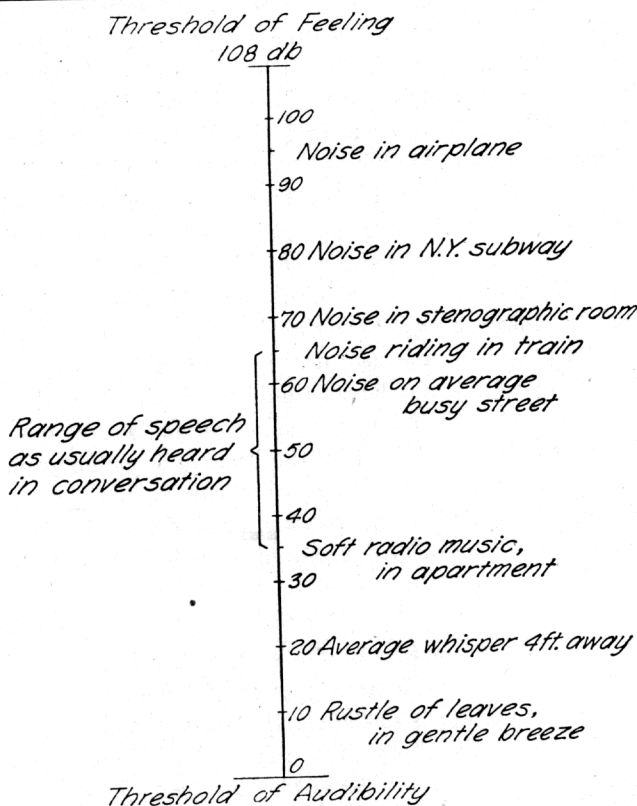 Threshold of Feeling
108 db
100
Noise in airplane
90
80 Noise in N.Y. subway
70 Noise in stenographic room
Noise riding in train
60 Noise on average
busy street
Range of speech
as usually heard
in conversation
50
40
Soft radio music,
in apartment
30
20 Average whisper 4ft. away
10 Rustle of leaves,
in gentle breeze
0
Threshold of Audibility